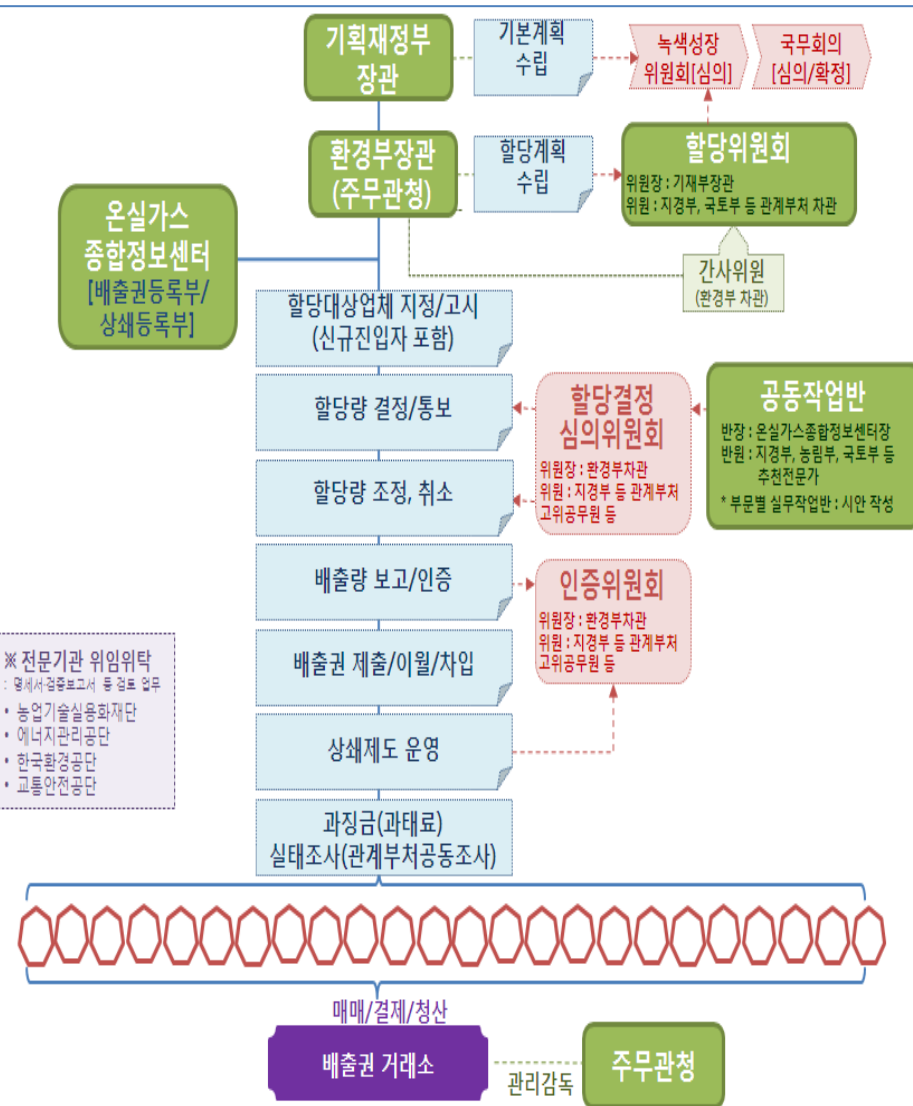 기획재정부
장관
기본계획
수립
녹색성장
위원회[심의]
국무회의
[심의/확정]
환경부장관
(주무관청)
할당계획
수립
할당위원회
위원장 : 기재부장관
위원 : 지경부, 국토부 등 관계부처 차관
온실가스
종합정보센터
[배출권등록부/
상쇄등록부]
간사위원
(환경부 차관)
할당대상업체 지정/고시
(신규진입자 포함)
할당량 결정/통보
할당결정
심의위원회
위원장 : 환경부차관
위원 : 지경부 등 관계부처
고위공무원 등
공동작업반
반장 : 온실가스종합정보센터장
반원 : 지경부, 농림부, 국토부 등
추천전문가
* 부문별 실무작업반 : 시안 작성
할당량 조정, 취소
배출량 보고/인증
인증위원회
위원장 : 환경부차관
위원 : 지경부 등 관계부처
고위공무원 등
배출권 제출/이월/차입
※ 전문기관 위임위탁
: 명세서·검증보고서 등 검토 업무
• 농업기술실용화재단
• 에너지관리공단
• 한국환경공단
• 교통안전공단
상쇄제도 운영
과징금(과태료)
실태조사(관계부처공동조사)
매매/결제/청산
배출권 거래소
관리감독
주무관청